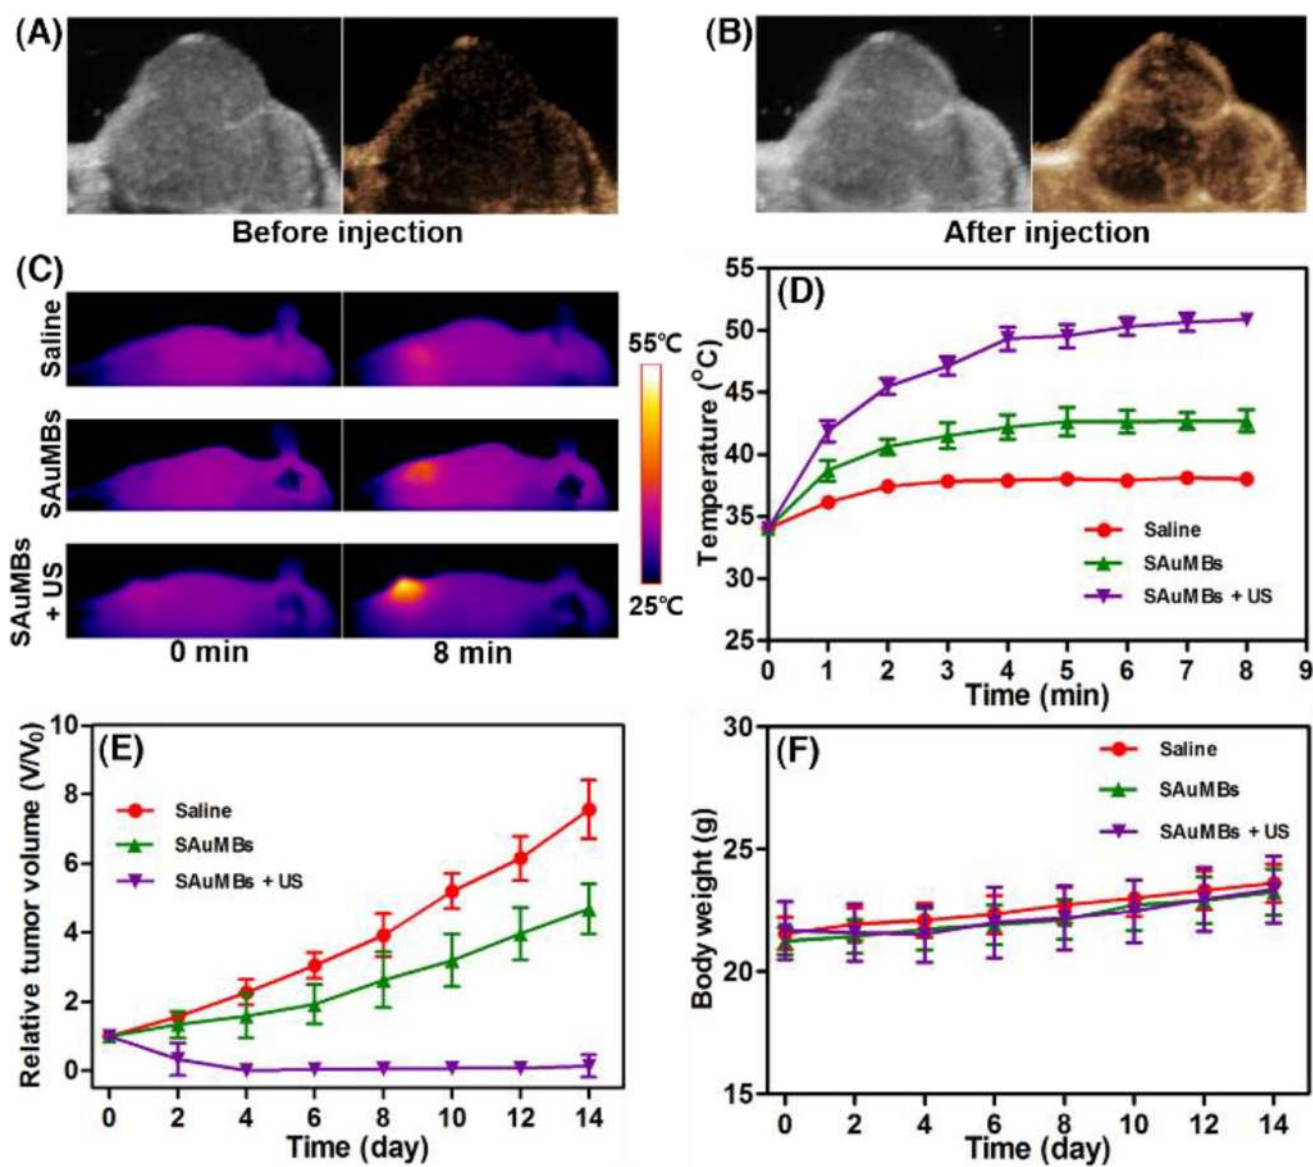 (A)
(B)
Before injection
After injection
(C)
Saline
SAuMBs
SAuMBs
+ US
0 min
8 min
55℃
25℃
(D)
Temperature (°C)
55
50
45
40
35
30
25
Saline
SAuMBs
SAuMBs + US
0 1 2 3 4 5 6 7 8 9
Time (min)
(E)
Relative tumor volume (V/V₀)
10
8
6
4
2
0
Saline
SAuMBs
SAuMBs + US
0 2 4 6 8 10 12 14
Time (day)
(F)
Body weight (g)
30
25
20
15
Saline
SAuMBs
SAuMBs + US
0 2 4 6 8 10 12 14
Time (day)